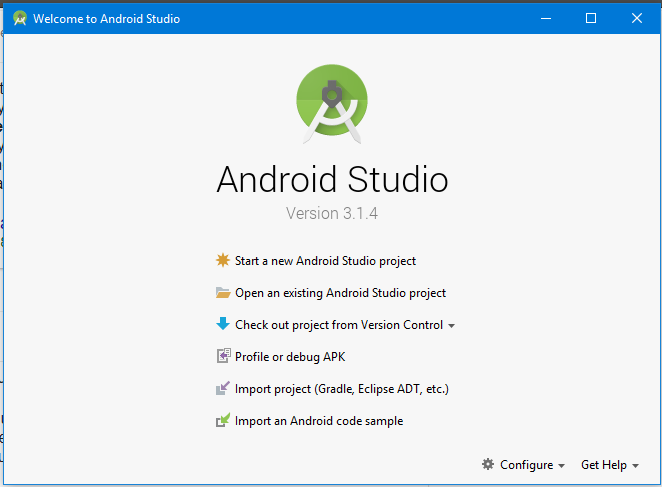 Welcome to Android Studio
Android Studio
Version 3.1.4
Start a new Android Studio project
Open an existing Android Studio project
Check out project from Version Control
Profile or debug APK
Import project (Gradle, Eclipse ADT, etc.)
Import an Android code sample
Configure
Get Help